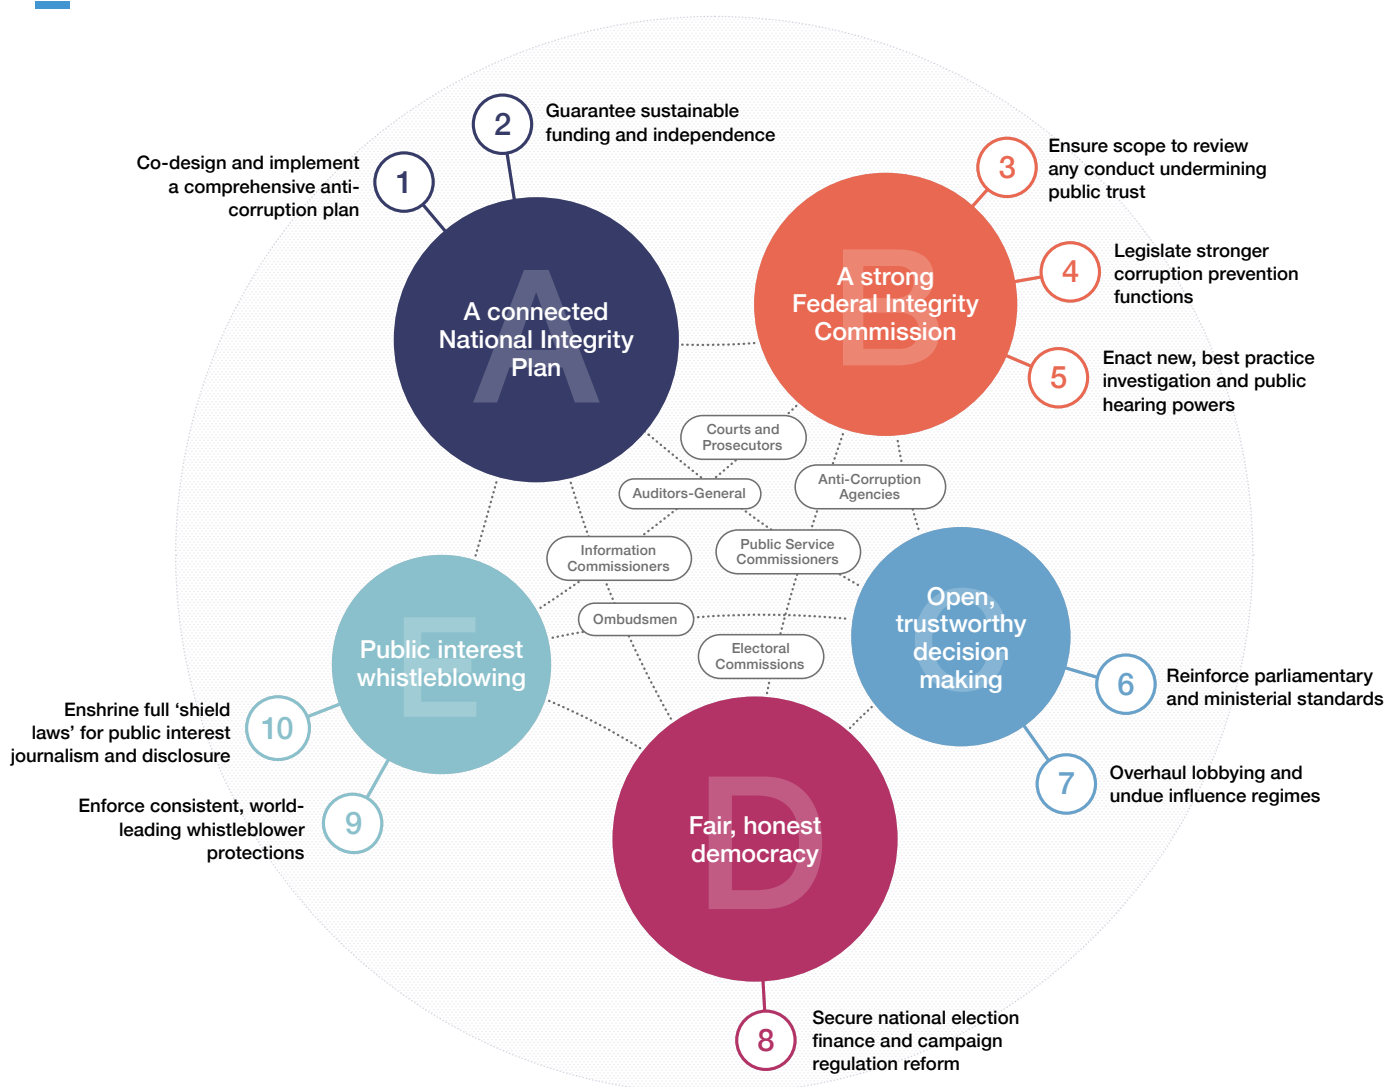 2
Guarantee sustainable
funding and independence
1
Co-design and implement
a comprehensive anti-
corruption plan
A
A connected
National Integrity
Plan
B
A strong
Federal Integrity
Commission
3
Ensure scope to review
any conduct undermining
public trust
4
Legislate stronger
corruption prevention
functions
5
Enact new, best practice
investigation and public
hearing powers
Courts and
Prosecutors
Auditors-General
Anti-Corruption
Agencies
Information
Commissioners
Public Service
Commissioners
Ombudsmen
Electoral
Commissions
C
Open,
trustworthy
decision
making
6
Reinforce parliamentary
and ministerial standards
7
Overhaul lobbying and
undue influence regimes
D
Fair, honest
democracy
8
Secure national election
finance and campaign
regulation reform
E
Public interest
whistleblowing
10
Enshrine full ‘shield
laws’ for public interest
journalism and disclosure
9
Enforce consistent, world-
leading whistleblower
protections